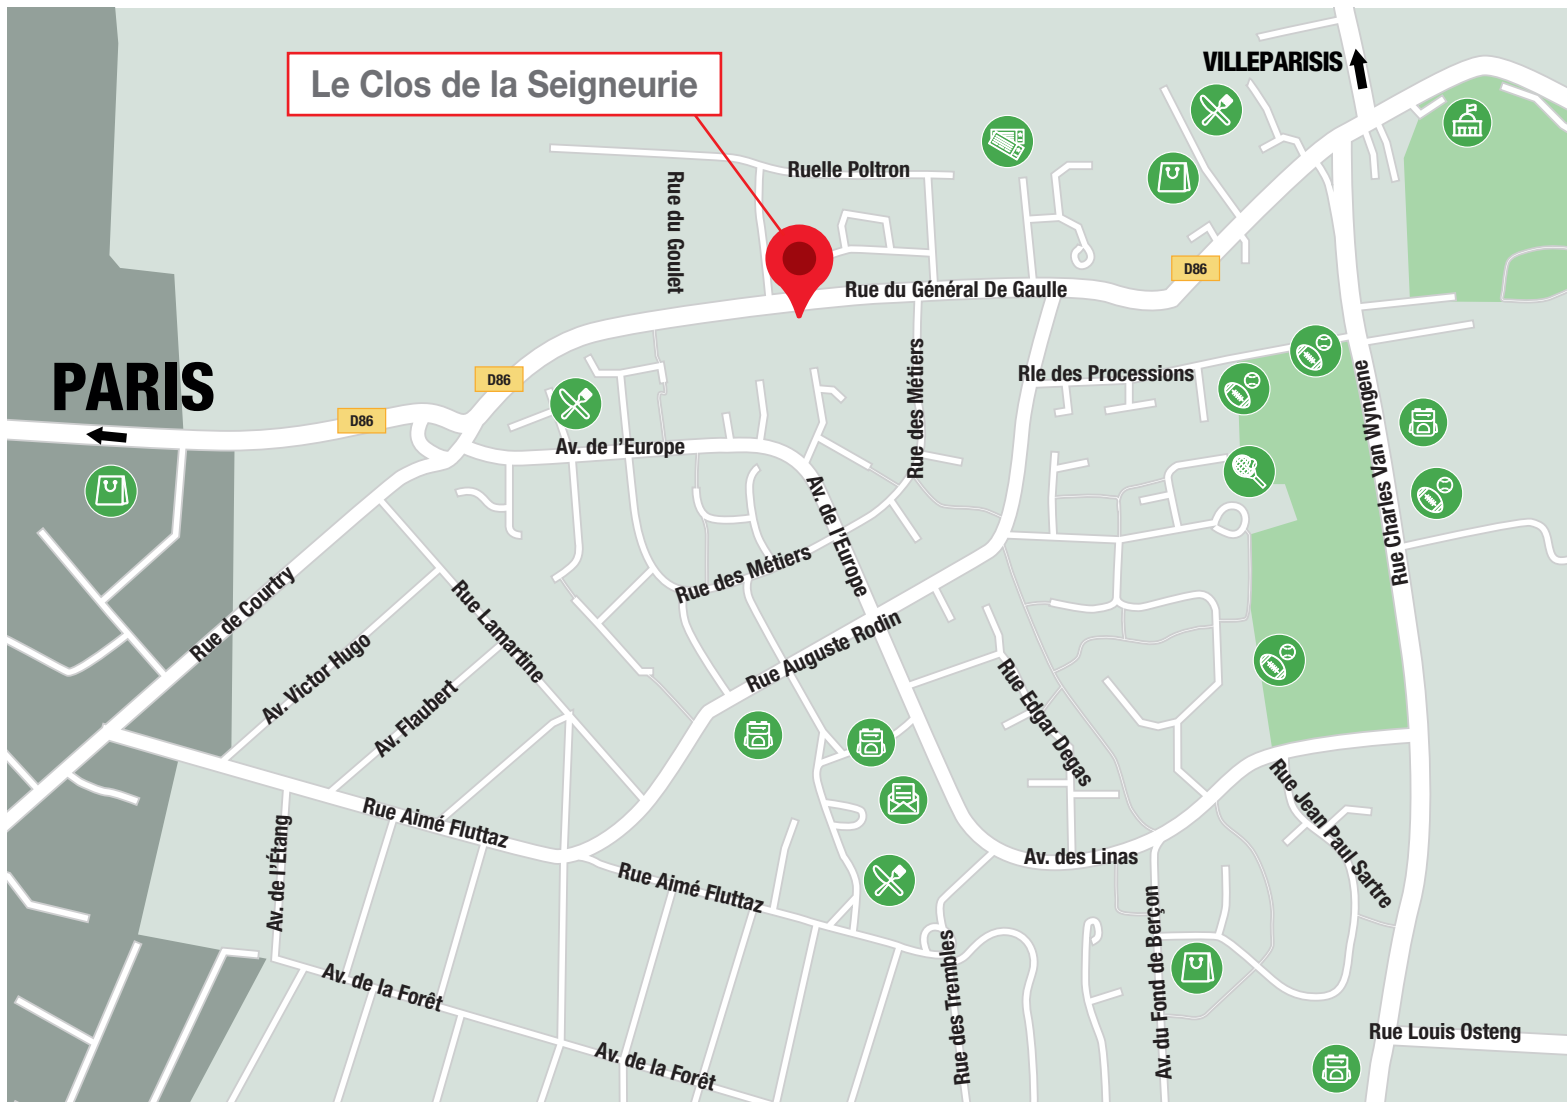 VILLEPARISIS
Le Clos de la Seigneurie
Ruelle Poltron
Rue du Goulet
D86
Rue du Général De Gaulle
PARIS
D86
D86
Rle des Processions
Rue des Métiers
Rue Charles Van Wyngene
Av. de l'Europe
Av. de l'Europe
Rue des Métiers
Rue de Courtry
Rue Lamartine
Rue Auguste Rodin
Av. Victor Hugo
Av. Flaubert
Rue Edgar Degas
Rue Jean Paul Sartre
Rue Aimé Fluttaz
Av. de l'Étang
Rue Aimé Fluttaz
Av. des Linas
Av. du Fond de Berçon
Rue des Trembles
Av. de la Forêt
Av. de la Forêt
Rue Louis Osteng